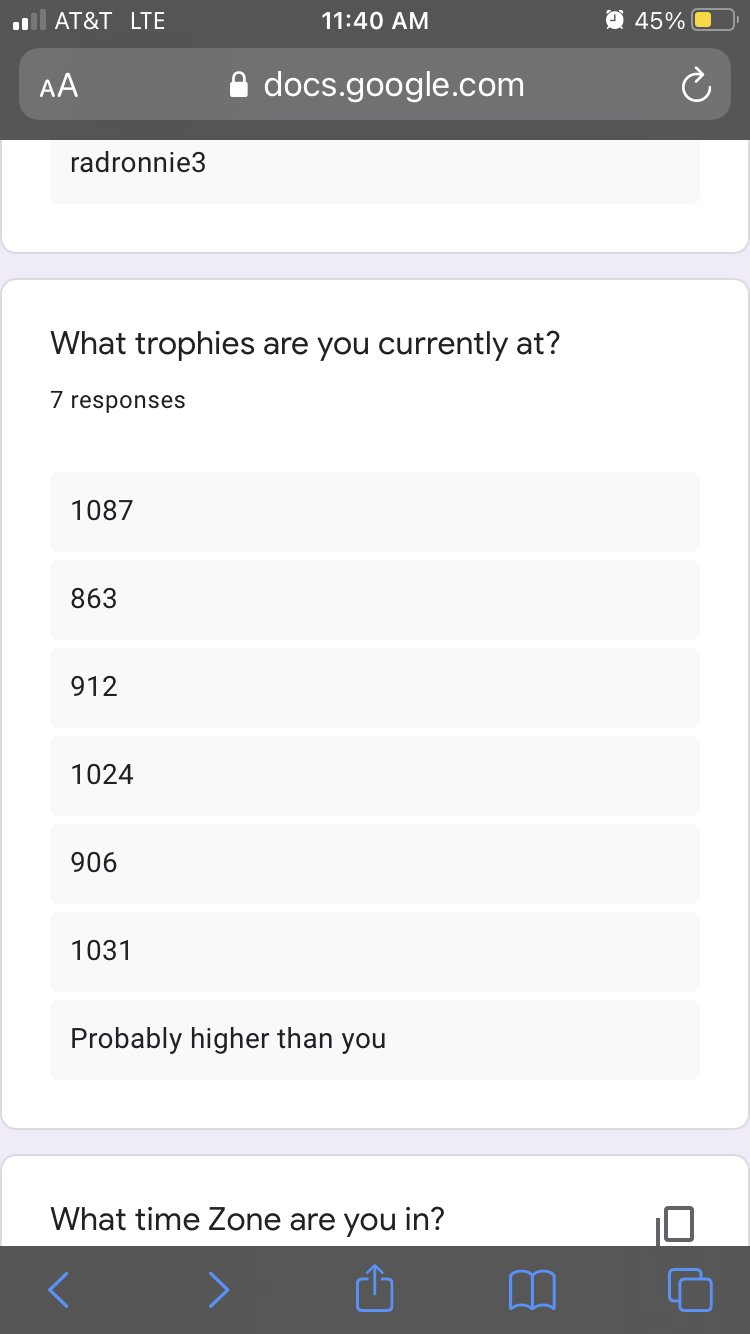 AT&T LTE 11:40 AM 45%
AA docs.google.com
radronnie3
What trophies are you currently at?
7 responses
1087
863
912
1024
906
1031
Probably higher than you
What time Zone are you in?